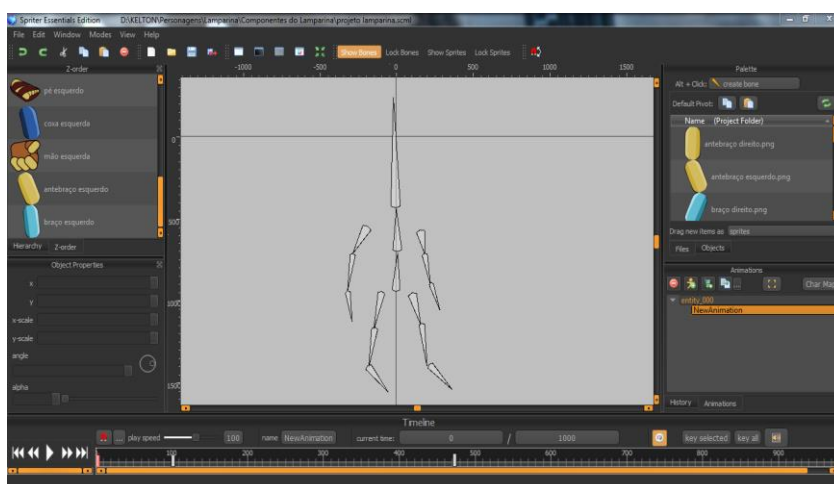 Spriter Essentials Edition D:\KELTON\Personagens\Lamparina\Componentes do Lamparina\projeto lamparina.scml
File Edit Windows Modes View Help
Show Bones Lock Bones Show Sprites Lock Sprites
Z-order
pé esquerdo
coxa esquerda
mão esquerda
antebraço esquerdo
braço esquerdo
Hierarchy Z-order
Object Properties
x
y
x-scale
y-scale
angle
alpha
-1000 -500 0 500 1000 1500
0
500
1000
1500
Palette
Alt + Click: create bone
Default Pivot:
Name (Project Folder)
antebraço direito.png
antebraço esquerdo.png
braço direito.png
Drag new items as sprites
Files Objects
Animations
Char Map
entity_000
NewAnimation
History Animations
Timeline
... play speed 100 name NewAnimation current time: 0 / 1000 key selected key all
0 100 200 300 400 500 600 700 800 900